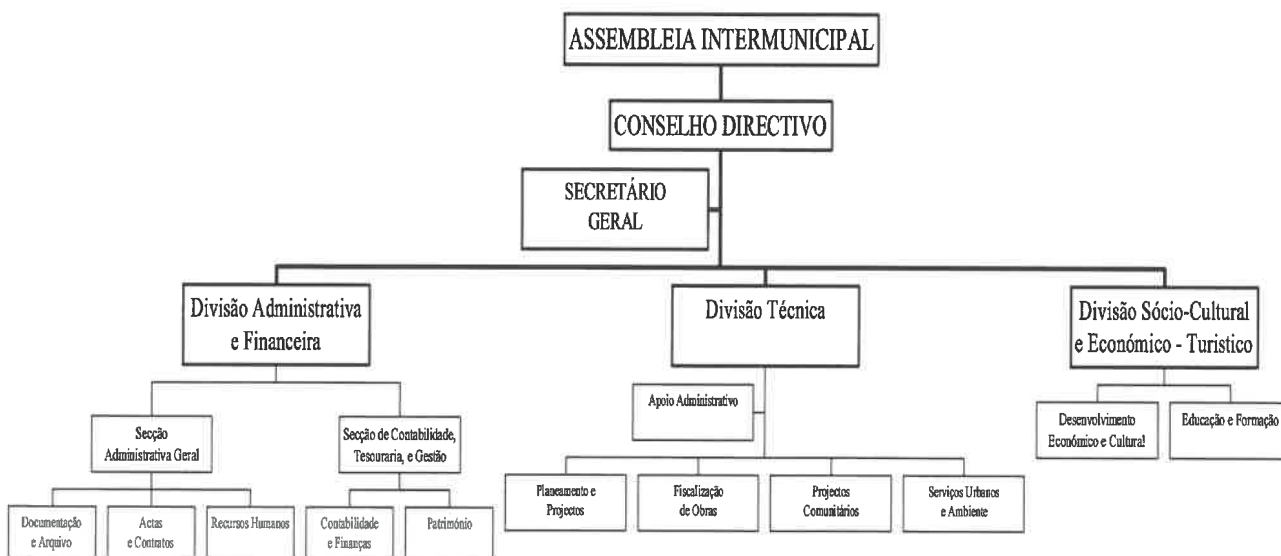 ASSEMBLEIA INTERMUNICIPAL
CONSELHO DIRECTIVO
SECRETÁRIO
GERAL
Divisão Administrativa
e Financeira
Divisão Técnica
Divisão Sócio-Cultural
e Económico - Turistico
Apoio Administrativo
Secção
Administrativa Geral
Secção de Contabilidade,
Tesouraria, e Gestão
Desenvolvimento
Económico e Cultural
Educação e Formação
Documentação
e Arquivo
Actas
e Contratos
Recursos Humanos
Contabilidade
e Finanças
Património
Planeamento e
Projectos
Fiscalização
de Obras
Projectos
Comunitários
Serviços Urbanos
e Ambiente